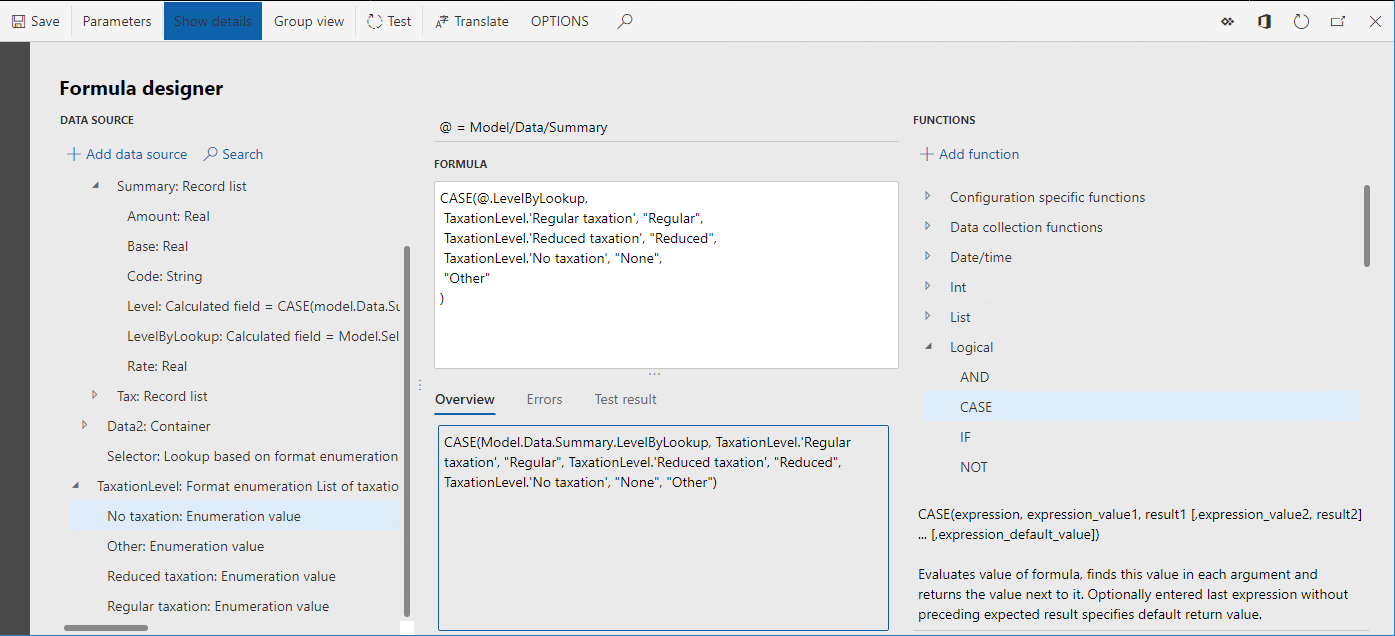 Save Parameters Show details Group view Test Translate OPTIONS
Formula designer
DATA SOURCE
Add data source Search
Summary: Record list
Amount: Real
Base: Real
Code: String
Level: Calculated field = CASE(model.Data.Su
LevelByLookup: Calculated field = Model.Sel
Rate: Real
Tax: Record list
Data2: Container
Selector: Lookup based on format enumeration
TaxationLevel: Format enumeration List of taxatio
No taxation: Enumeration value
Other: Enumeration value
Reduced taxation: Enumeration value
Regular taxation: Enumeration value
@ = Model/Data/Summary
FORMULA
CASE(@.LevelByLookup,
TaxationLevel.'Regular taxation', "Regular",
TaxationLevel.'Reduced taxation', "Reduced",
TaxationLevel.'No taxation', "None",
"Other"
)
Overview Errors Test result
CASE(Model.Data.Summary.LevelByLookup, TaxationLevel.'Regular
taxation', "Regular", TaxationLevel.'Reduced taxation', "Reduced",
TaxationLevel.'No taxation', "None", "Other")
FUNCTIONS
Add function
Configuration specific functions
Data collection functions
Date/time
Int
List
Logical
AND
CASE
IF
NOT
CASE(expression, expression_value1, result1 [,expression_value2, result2]
... [,expression_default_value])
Evaluates value of formula, finds this value in each argument and
returns the value next to it. Optionally entered last expression without
preceding expected result specifies default return value.